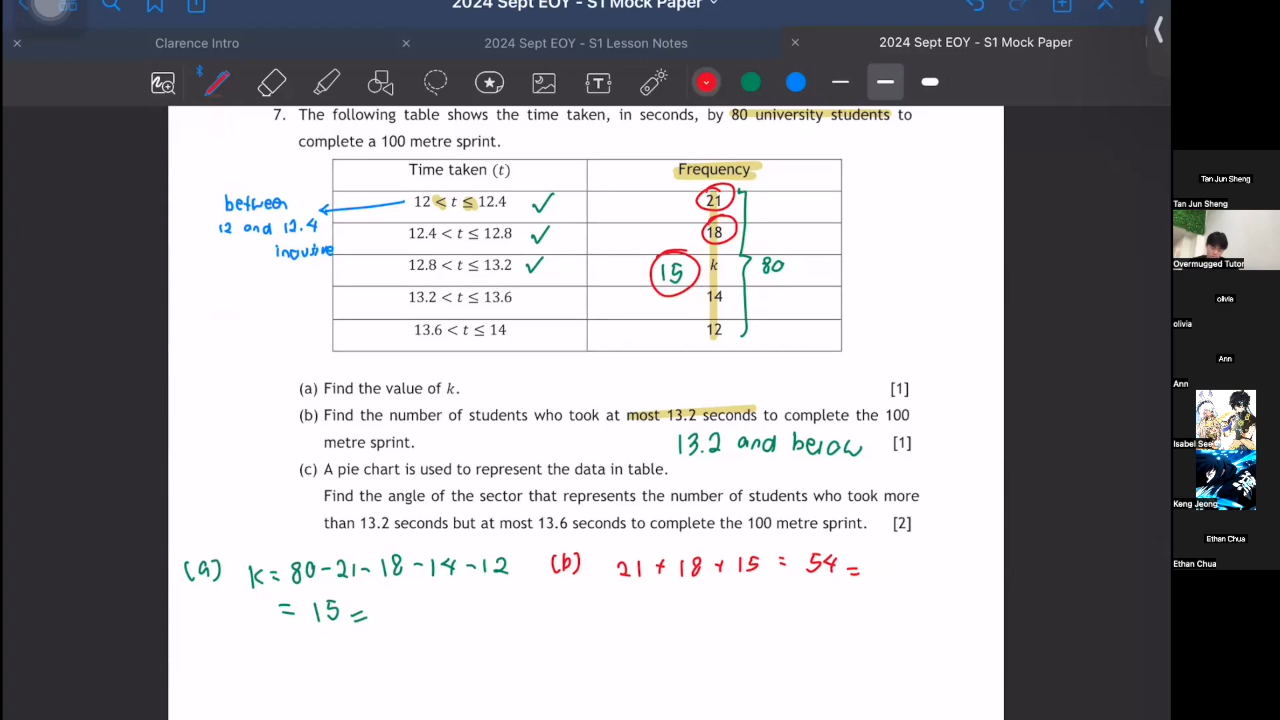 2024 Sept EOY - S1 Mock Paper
Clarence Intro
2024 Sept EOY - S1 Lesson Notes
2024 Sept EOY - S1 Mock Paper
7. The following table shows the time taken, in seconds, by 80 university students to
complete a 100 metre sprint.
Time taken (t) Frequency
12 < t ≤ 12.4 ✓ 21
between
12 and 12.4
12.4 < t ≤ 12.8 ✓ 18
12.8 < t ≤ 13.2 ✓ 15 k 80
13.2 < t ≤ 13.6 14
13.6 < t ≤ 14 12
(a) Find the value of k. [1]
(b) Find the number of students who took at most 13.2 seconds to complete the 100
metre sprint. [1]
13.2 and below
(c) A pie chart is used to represent the data in table.
Find the angle of the sector that represents the number of students who took more
than 13.2 seconds but at most 13.6 seconds to complete the 100 metre sprint. [2]
(a) k = 80 - 21 - 18 - 14 - 12
= 15 =
(b) 21 + 18 + 15 = 54 =
Tan Jun Sheng
Tan Jun Sheng
Overmugged Tutor
olivia
olivia
Ann
Ann
Isabel See
Keng Jeong
Ethan Chua
Ethan Chua